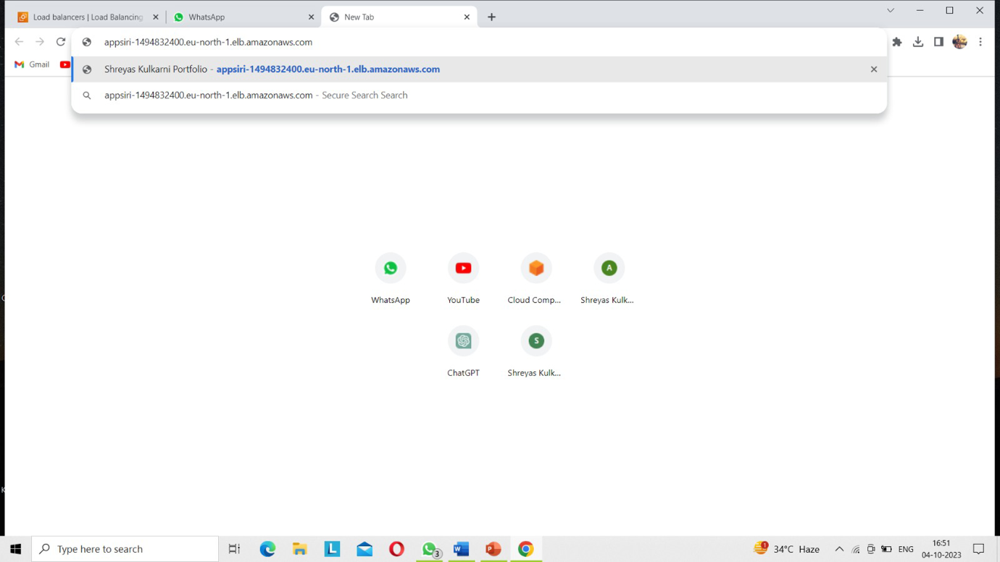 Load balancers | Load Balancing
WhatsApp
New Tab
appsiri-1494832400.eu-north-1.elb.amazonaws.com
Gmail
Shreyas Kulkarni Portfolio - appsiri-1494832400.eu-north-1.elb.amazonaws.com
appsiri-1494832400.eu-north-1.elb.amazonaws.com - Secure Search Search
WhatsApp
YouTube
Cloud Comp...
A
Shreyas Kulk...
ChatGPT
S
Shreyas Kulk...
Type here to search
L
3
W
P
1
34°C Haze
ENG
16:51
04-10-2023